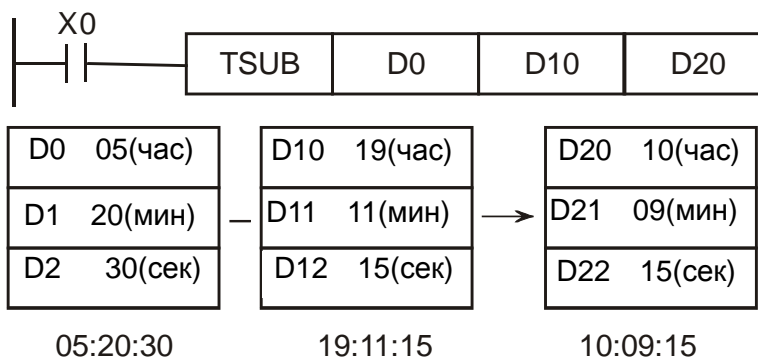 X0
TSUB D0 D10 D20
D0 05(час) D10 19(час) D20 10(час)
D1 20(мин) – D11 11(мин) → D21 09(мин)
D2 30(сек) D12 15(сек) D22 15(сек)
05:20:30 19:11:15 10:09:15